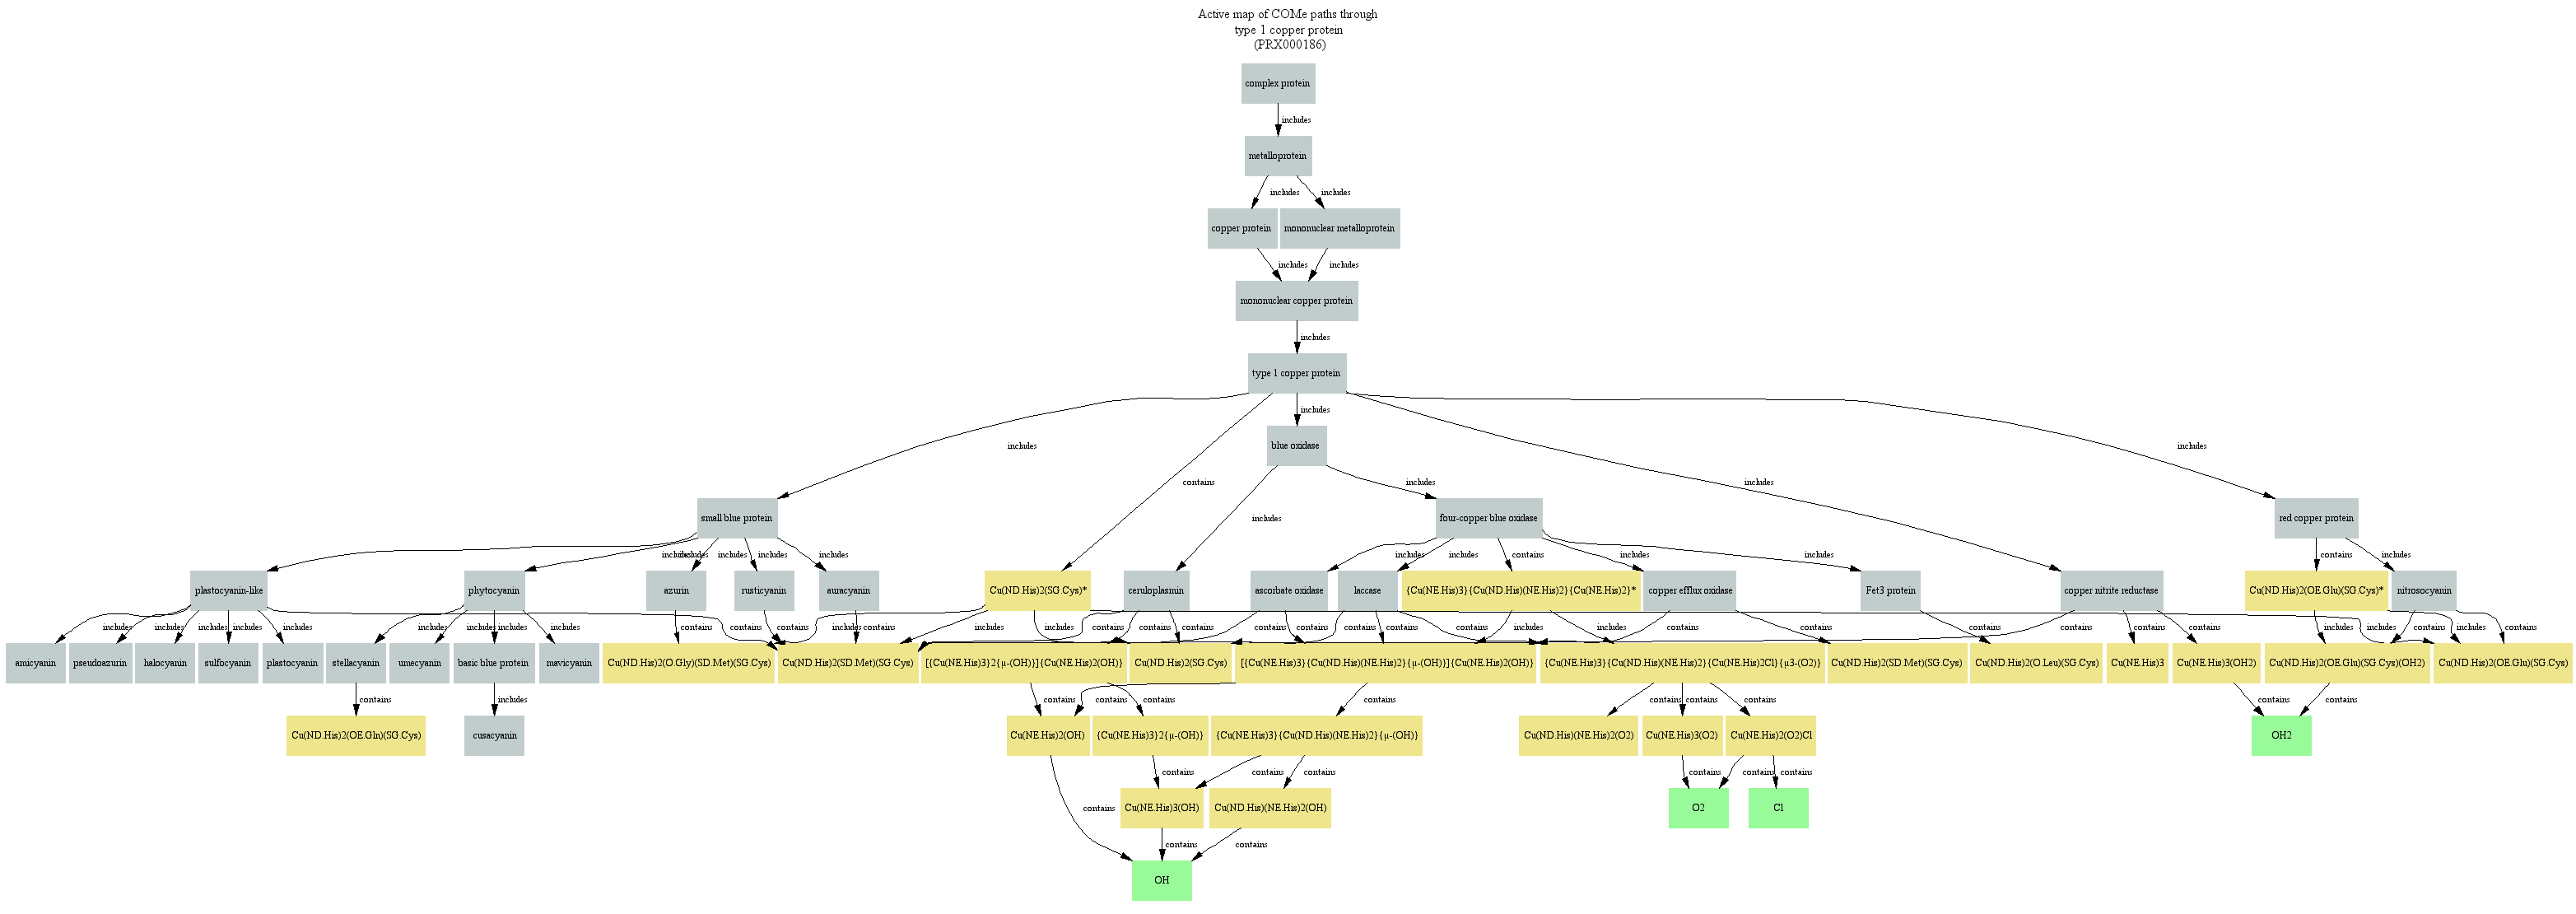 Active map of COMe paths through
type 1 copper protein
(PRX000186)
complex protein
includes
metalloprotein
includes
includes
copper protein
mononuclear metalloprotein
includes
includes
mononuclear copper protein
includes
type 1 copper protein
includes
blue oxidase
includes
includes
contains
includes
includes
small blue protein
four-copper blue oxidase
red copper protein
includes
includes
includes
includes
includes
includes
includes
includes
contains
includes
includes
contains
includes
plastocyanin-like
phytocyanin
azurin
rusticyanin
auracyanin
Cu(ND.His)2(SG.Cys)*
ceruloplasmin
ascorbate oxidase
laccase
{Cu(NE.His)3}{Cu(ND.His)(NE.His)2}{Cu(NE.His)2}*
copper efflux oxidase
Fet3 protein
copper nitrite reductase
Cu(ND.His)2(OE.Glu)(SG.Cys)*
nitrosocyanin
includes
includes
includes
includes
includes
includes
includes
includes
includes
contains
contains
contains
includes
contains
includes
includes
contains
contains
contains
contains
contains
contains
contains
contains
includes
includes
contains
contains
contains
contains
contains
contains
includes
includes
contains
includes
contains
amicyanin
pseudoazurin
halocyanin
sulfocyanin
plastocyanin
stellacyanin
umecyanin
basic blue protein
mavicyanin
Cu(ND.His)2(O.Gly)(SD.Met)(SG.Cys)
Cu(ND.His)2(SD.Met)(SG.Cys)
[{Cu(NE.His)3}2{μ-(OH)}]{Cu(NE.His)2(OH)}
Cu(ND.His)2(SG.Cys)
[{Cu(NE.His)3}{Cu(ND.His)(NE.His)2}{μ-(OH)}]{Cu(NE.His)2(OH)}
{Cu(NE.His)3}{Cu(ND.His)(NE.His)2}{Cu(NE.His)2Cl}{μ3-(O2)}
Cu(ND.His)2(SD.Met)(SG.Cys)
Cu(ND.His)2(O.Leu)(SG.Cys)
Cu(NE.His)3
Cu(NE.His)3(OH2)
Cu(ND.His)2(OE.Glu)(SG.Cys)(OH2)
Cu(ND.His)2(OE.Glu)(SG.Cys)
contains
includes
contains
contains
contains
contains
contains
contains
contains
contains
contains
Cu(ND.His)2(OE.Gln)(SG.Cys)
cusacyanin
Cu(NE.His)2(OH)
{Cu(NE.His)3}2{μ-(OH)}
{Cu(NE.His)3}{Cu(ND.His)(NE.His)2}{μ-(OH)}
Cu(ND.His)(NE.His)2(O2)
Cu(NE.His)3(O2)
Cu(NE.His)2(O2)Cl
OH2
contains
contains
contains
contains
contains
contains
contains
Cu(NE.His)3(OH)
Cu(ND.His)(NE.His)2(OH)
O2
Cl
contains
contains
OH